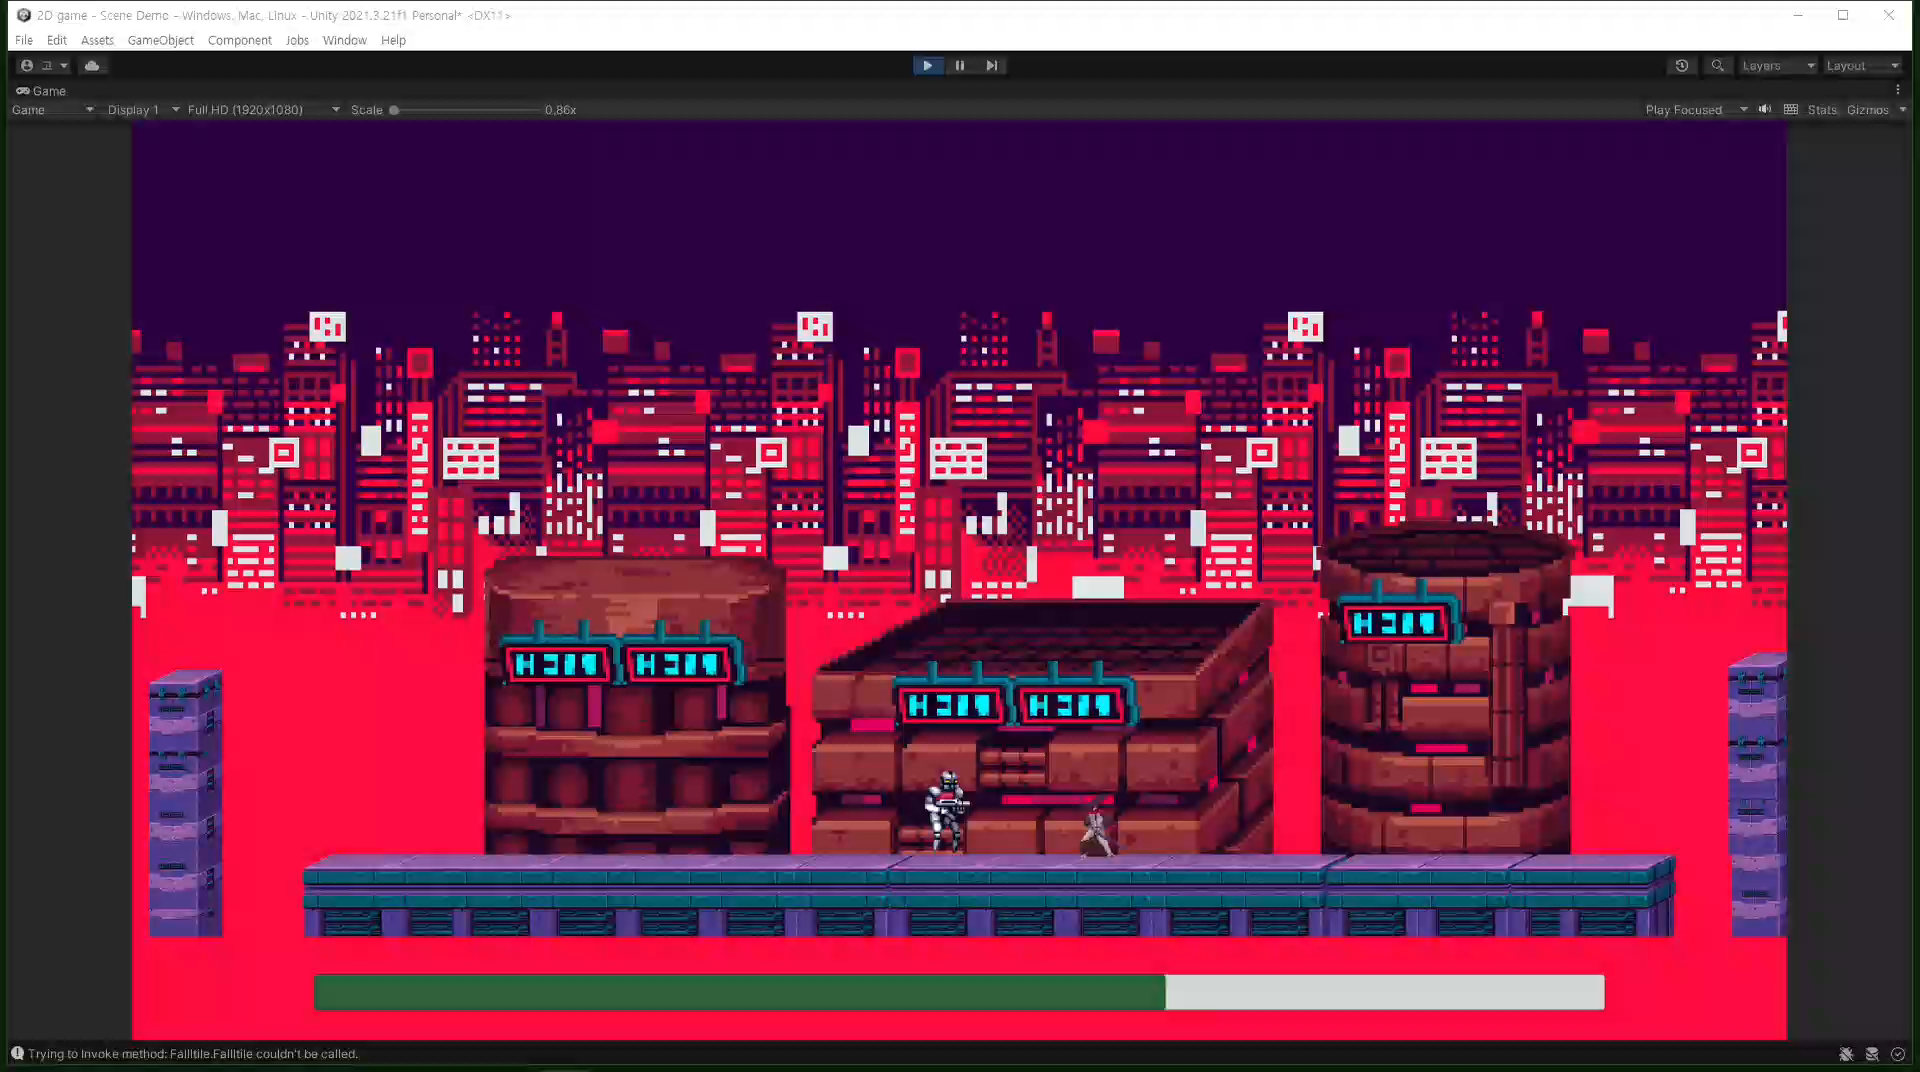 2D game - Scene Demo - Windows, Mac, Linux - Unity 2021.3.21f1 Personal* <DX11>
File Edit Assets GameObject Component Jobs Window Help
고 Layers Layout
Game
Game Display 1 Full HD (1920x1080) Scale 0.86x Play Focused Stats Gizmos
Trying to Invoke method: Falltile.Falltile couldn't be called.